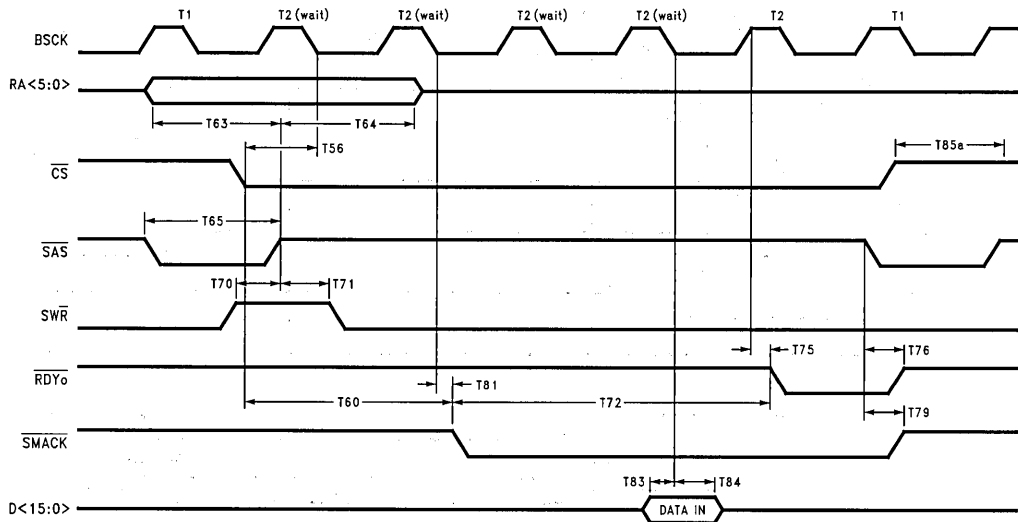 T1 T2 (wait) T2 (wait) T2 (wait) T2 (wait) T2 T1
BSCK
RA<5:0>
T63 T64
T56 T85a
CS
T65
SAS
T70 T71
SWR
T75 T76
RDYo
T81
T60 T72
T79
SMACK
T83 T84
D<15:0> DATA IN